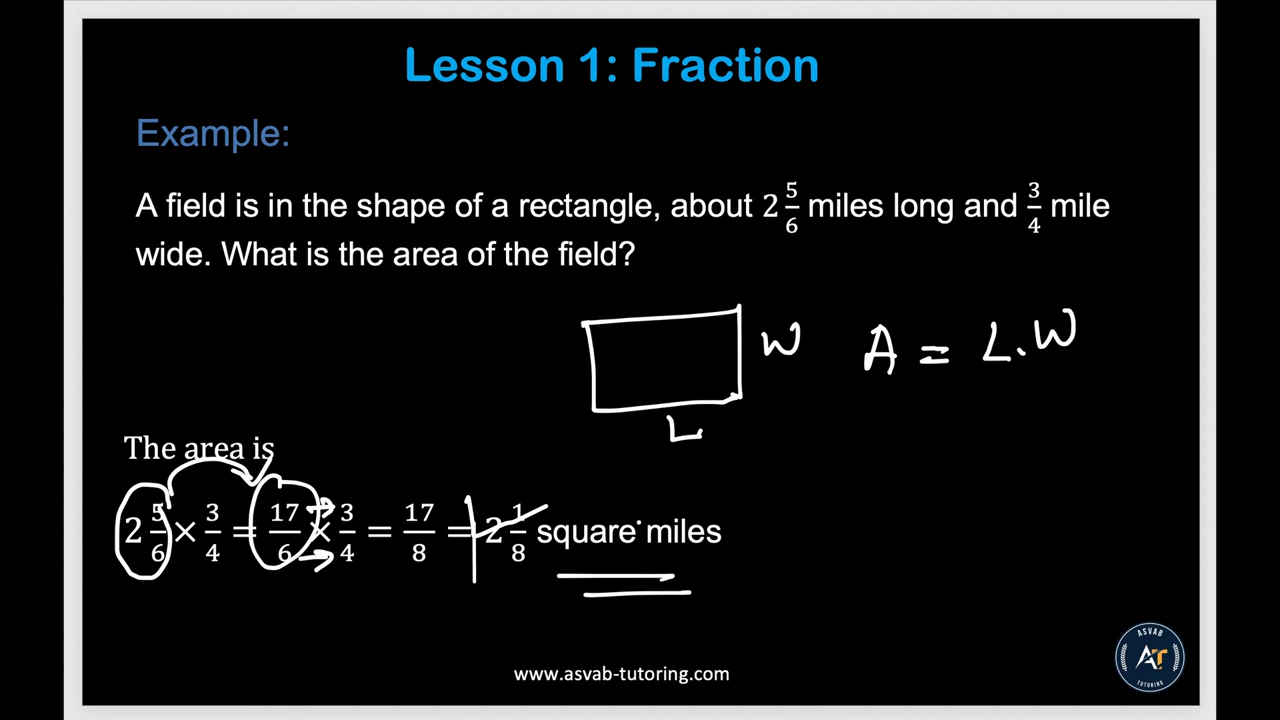 Lesson 1: Fraction
Example:
A field is in the shape of a rectangle, about 2 5/6 miles long and 3/4 mile
wide. What is the area of the field?
W A = L.W
L
The area is
2 5/6 × 3/4 = 17/6 × 3/4 = 17/8 = 2 1/8 square miles
ASVAB
AT
TUTORING
www.asvab-tutoring.com